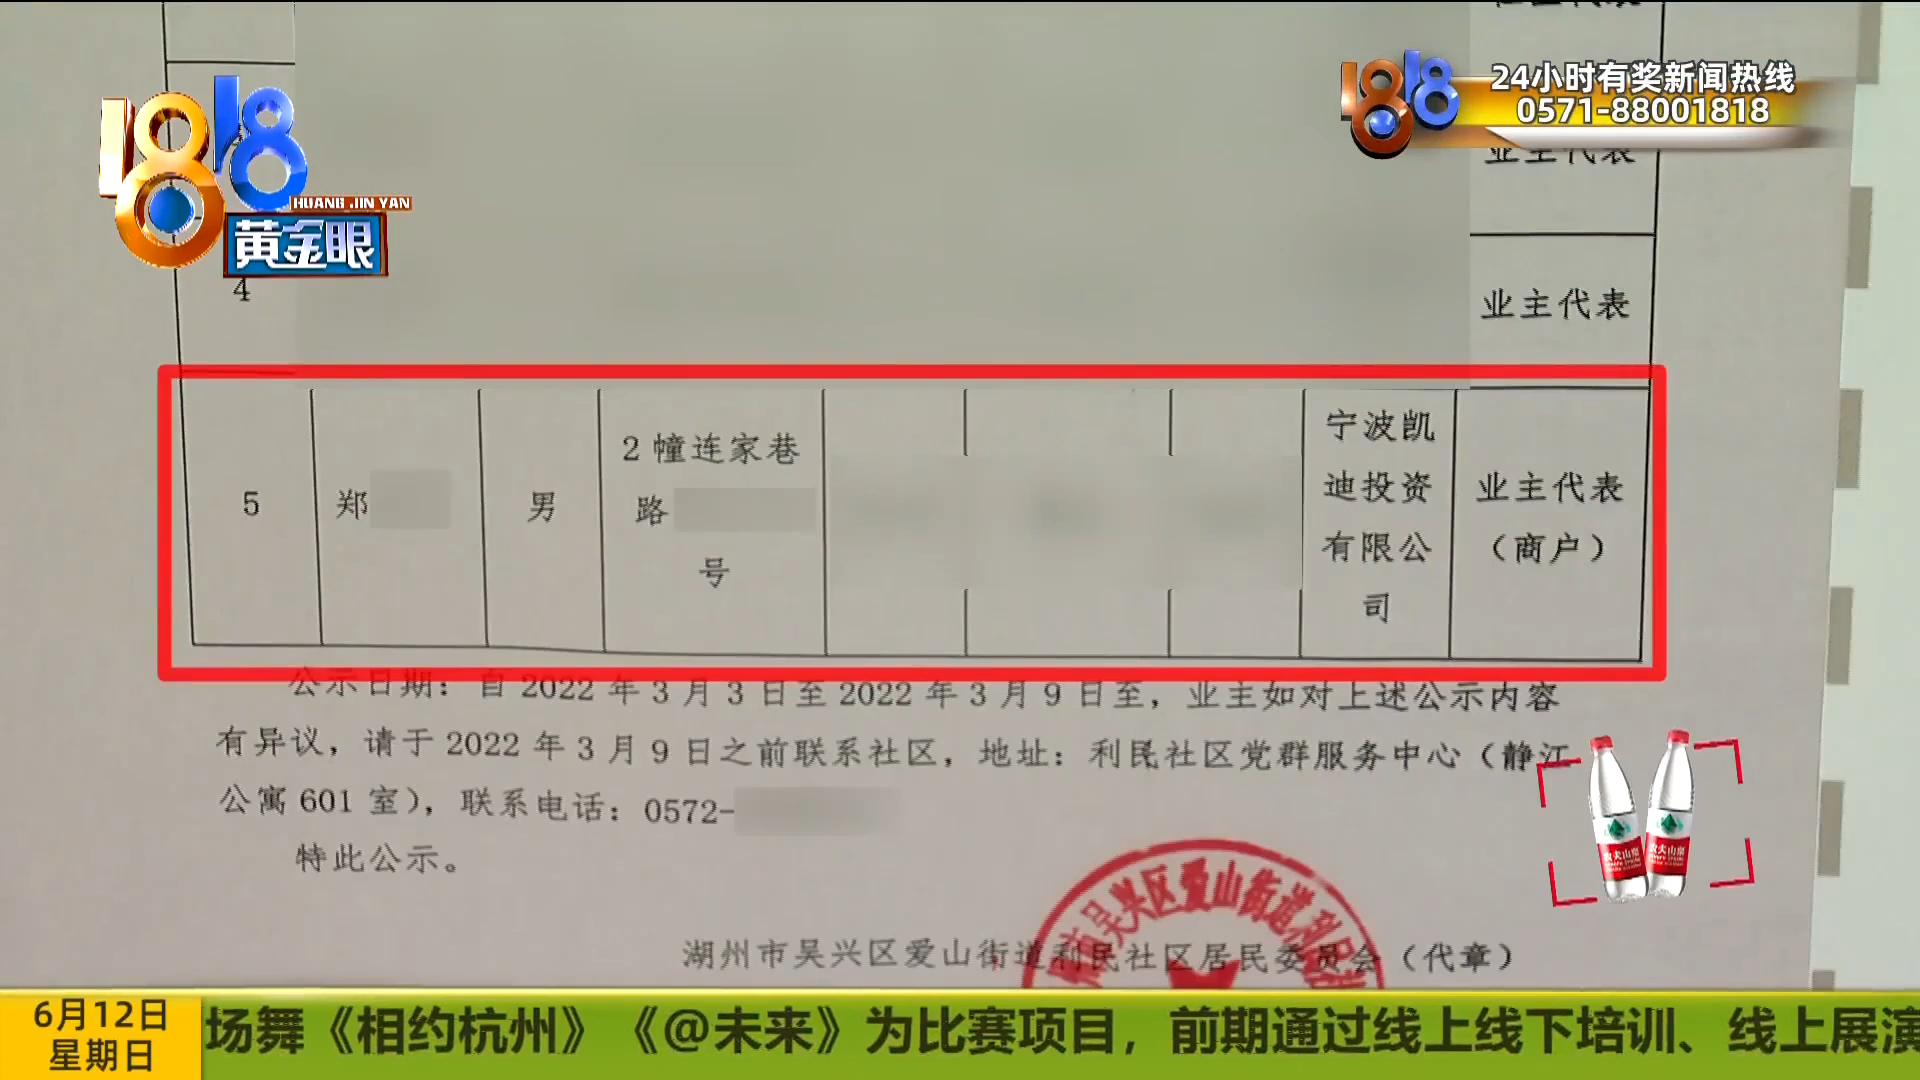 24小时有奖新闻热线
0571-88001818
1818
HUANG JIN YAN
黄金眼
业主代表
4
业主代表
5
郑
男
2幢连家巷
路
号
宁波凯
迪投资
有限公
司
业主代表
（商户）
公示日期：自2022年3月3日至2022年3月9日至，业主如对上述公示内容
有异议，请于2022年3月9日之前联系社区，地址：利民社区党群服务中心（静江
公寓601室），联系电话：0572-
特此公示。
湖州市吴兴区爱山街道利民社区居民委员会（代章）
农夫山泉
农夫山泉
6月12日
星期日
场舞《相约杭州》《@未来》为比赛项目，前期通过线上线下培训、线上展演